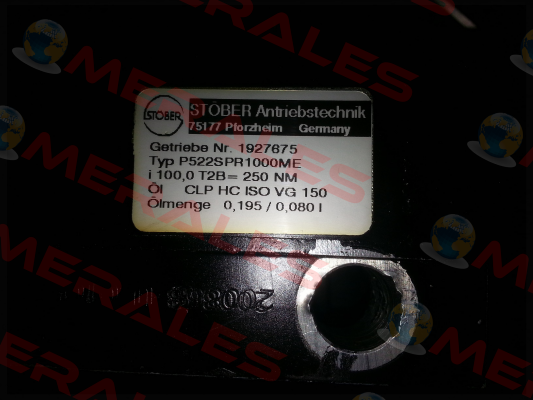 STÖBER
STÖBER Antriebstechnik
75177 Pforzheim Germany
Getriebe Nr. 1927675
Typ P522SPR1000ME
i 100,0 T2B= 250 NM
Öl CLP HC ISO VG 150
Ölmenge 0,195 / 0,080 l
MERALES
MERALES
MERALES